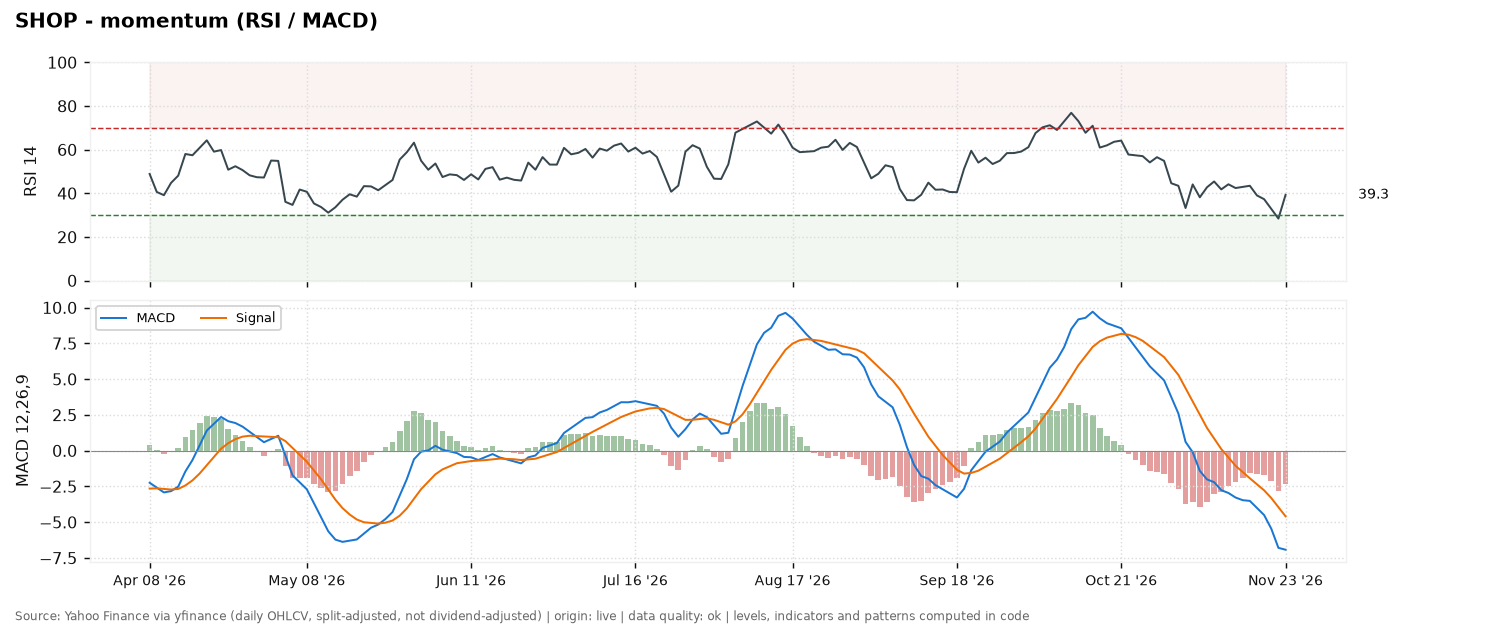 SHOP - momentum (RSI / MACD)
100
80
60
40
20
0
RSI 14
39.3
MACD
Signal
10.0
7.5
5.0
2.5
0.0
−2.5
−5.0
−7.5
MACD 12,26,9
Apr 08 '26
May 08 '26
Jun 11 '26
Jul 16 '26
Aug 17 '26
Sep 18 '26
Oct 21 '26
Nov 23 '26
Source: Yahoo Finance via yfinance (daily OHLCV, split-adjusted, not dividend-adjusted) | origin: live | data quality: ok | levels, indicators and patterns computed in code